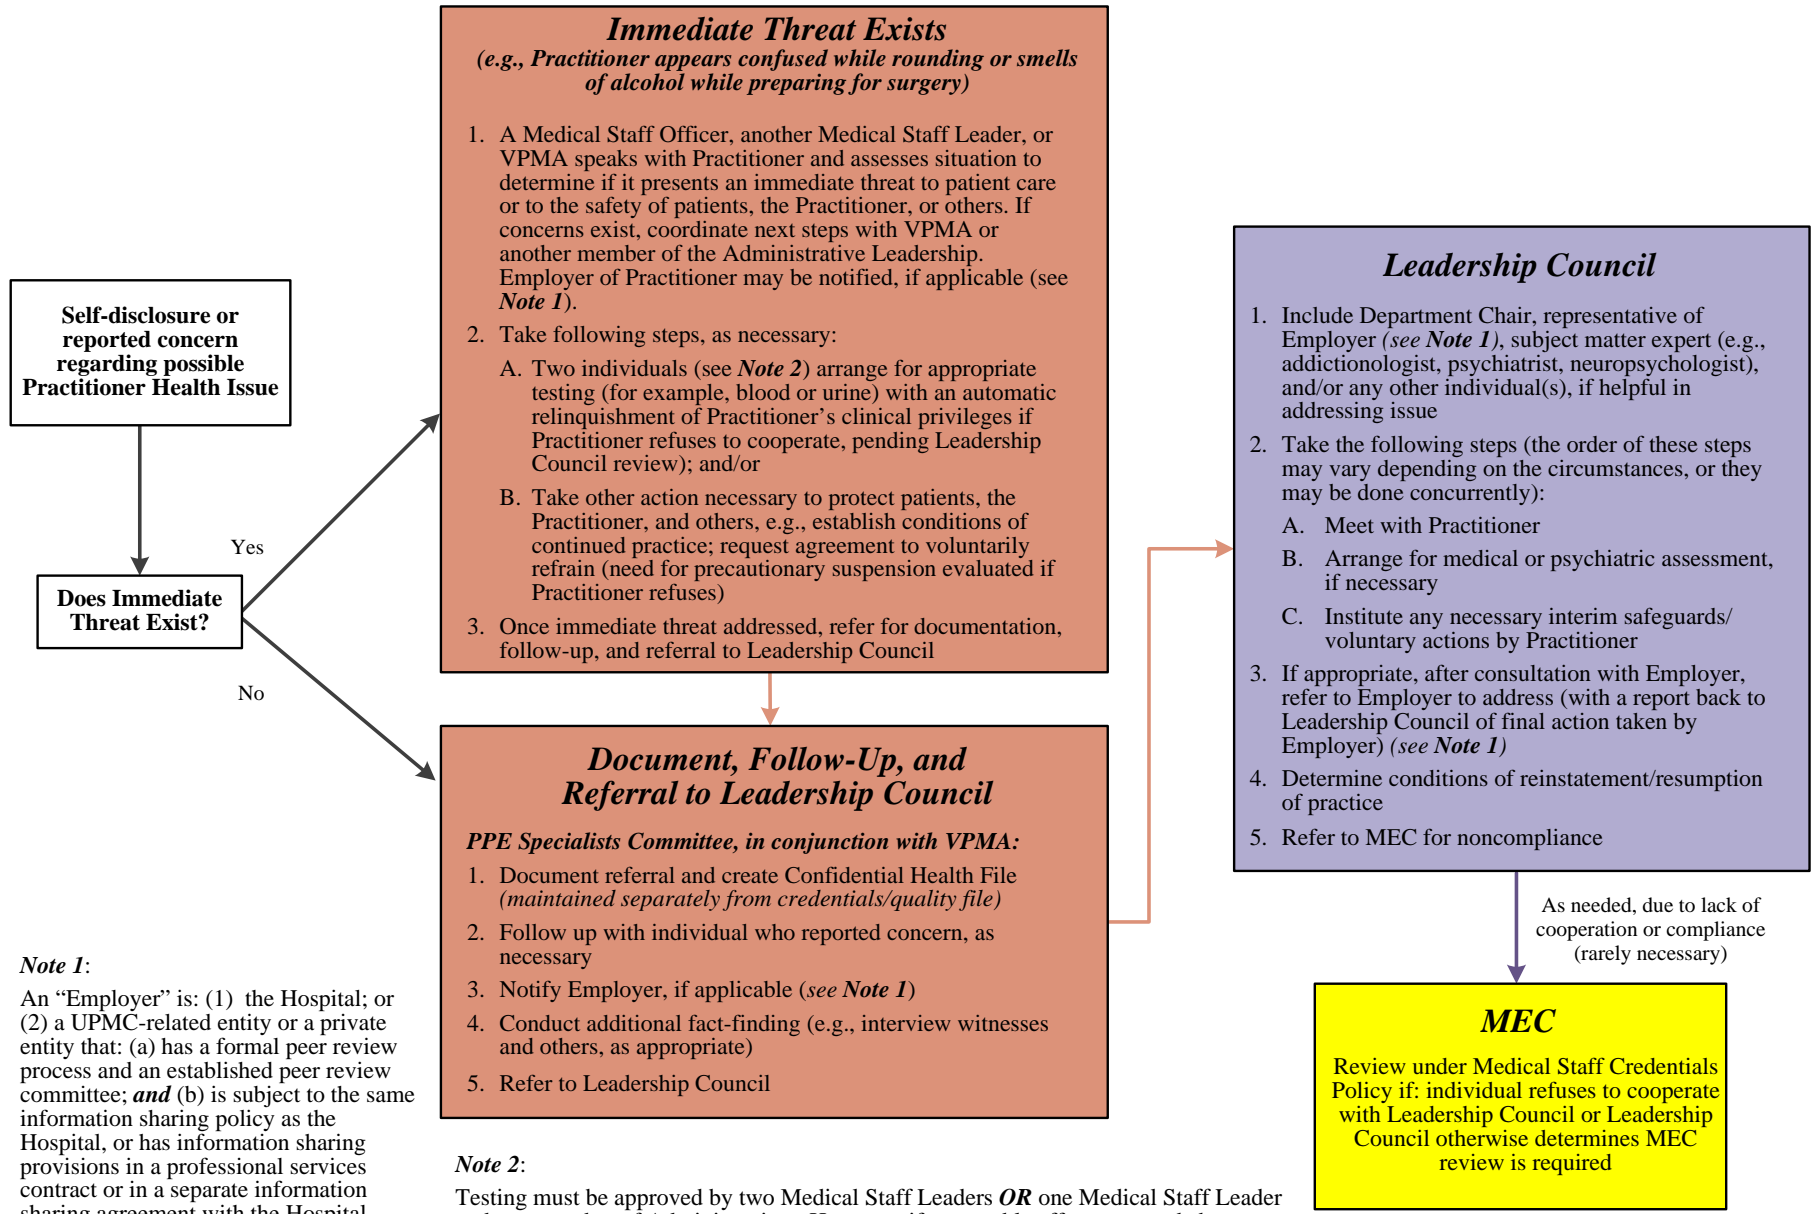 Self-disclosure or
reported concern
regarding possible
Practitioner Health Issue
Does Immediate
Threat Exist?
Yes
No
Immediate Threat Exists
(e.g., Practitioner appears confused while rounding or smells
of alcohol while preparing for surgery)
1. A Medical Staff Officer, another Medical Staff Leader, or
VPMA speaks with Practitioner and assesses situation to
determine if it presents an immediate threat to patient care
or to the safety of patients, the Practitioner, or others. If
concerns exist, coordinate next steps with VPMA or
another member of the Administrative Leadership.
Employer of Practitioner may be notified, if applicable (see
Note 1).
2. Take following steps, as necessary:
A. Two individuals (see Note 2) arrange for appropriate
testing (for example, blood or urine) with an automatic
relinquishment of Practitioner’s clinical privileges if
Practitioner refuses to cooperate, pending Leadership
Council review); and/or
B. Take other action necessary to protect patients, the
Practitioner, and others, e.g., establish conditions of
continued practice; request agreement to voluntarily
refrain (need for precautionary suspension evaluated if
Practitioner refuses)
3. Once immediate threat addressed, refer for documentation,
follow-up, and referral to Leadership Council
Document, Follow-Up, and
Referral to Leadership Council
PPE Specialists Committee, in conjunction with VPMA:
1. Document referral and create Confidential Health File
(maintained separately from credentials/quality file)
2. Follow up with individual who reported concern, as
necessary
3. Notify Employer, if applicable (see Note 1)
4. Conduct additional fact-finding (e.g., interview witnesses
and others, as appropriate)
5. Refer to Leadership Council
Leadership Council
1. Include Department Chair, representative of
Employer (see Note 1), subject matter expert (e.g.,
addictionologist, psychiatrist, neuropsychologist),
and/or any other individual(s), if helpful in
addressing issue
2. Take the following steps (the order of these steps
may vary depending on the circumstances, or they
may be done concurrently):
A. Meet with Practitioner
B. Arrange for medical or psychiatric assessment,
if necessary
C. Institute any necessary interim safeguards/
voluntary actions by Practitioner
3. If appropriate, after consultation with Employer,
refer to Employer to address (with a report back to
Leadership Council of final action taken by
Employer) (see Note 1)
4. Determine conditions of reinstatement/resumption
of practice
5. Refer to MEC for noncompliance
As needed, due to lack of
cooperation or compliance
(rarely necessary)
MEC
Review under Medical Staff Credentials
Policy if: individual refuses to cooperate
with Leadership Council or Leadership
Council otherwise determines MEC
review is required
Note 1:
An “Employer” is: (1) the Hospital; or
(2) a UPMC-related entity or a private
entity that: (a) has a formal peer review
process and an established peer review
committee; and (b) is subject to the same
information sharing policy as the
Hospital, or has information sharing
provisions in a professional services
contract or in a separate information
sharing agreement with the Hospital
Note 2:
Testing must be approved by two Medical Staff Leaders OR one Medical Staff Leader